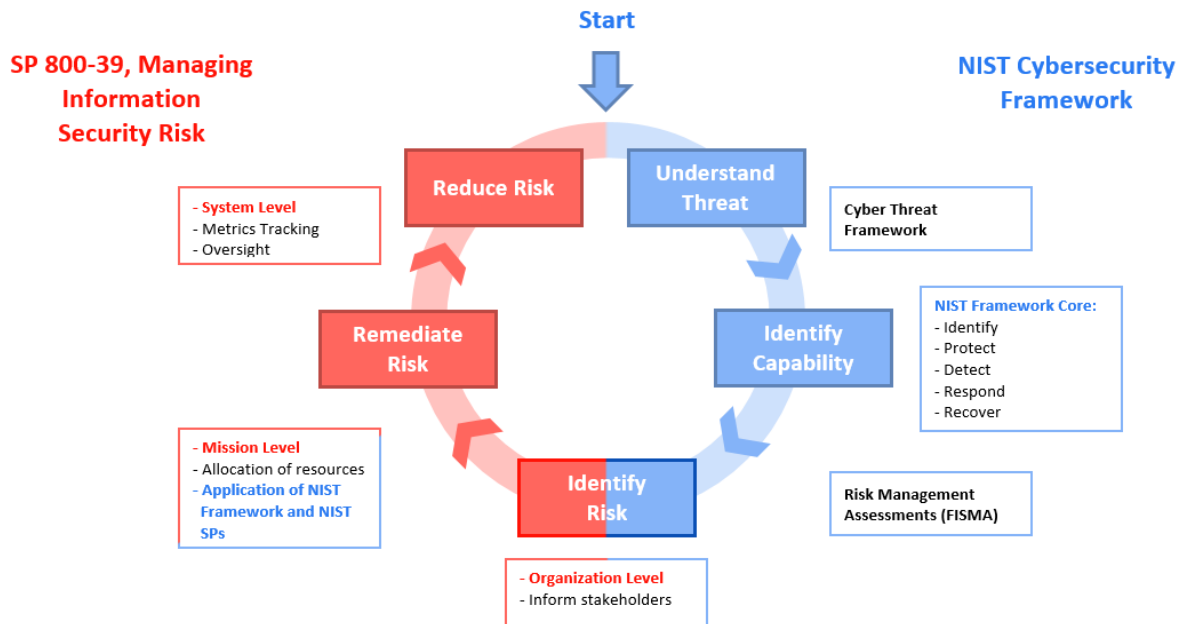 Start
SP 800-39, Managing
Information
Security Risk
NIST Cybersecurity
Framework
Reduce Risk
Understand
Threat
- System Level
- Metrics Tracking
- Oversight
Cyber Threat
Framework
Remediate
Risk
Identify
Capability
NIST Framework Core:
- Identify
- Protect
- Detect
- Respond
- Recover
- Mission Level
- Allocation of resources
- Application of NIST
Framework and NIST
SPs
Identify
Risk
Risk Management
Assessments (FISMA)
- Organization Level
- Inform stakeholders